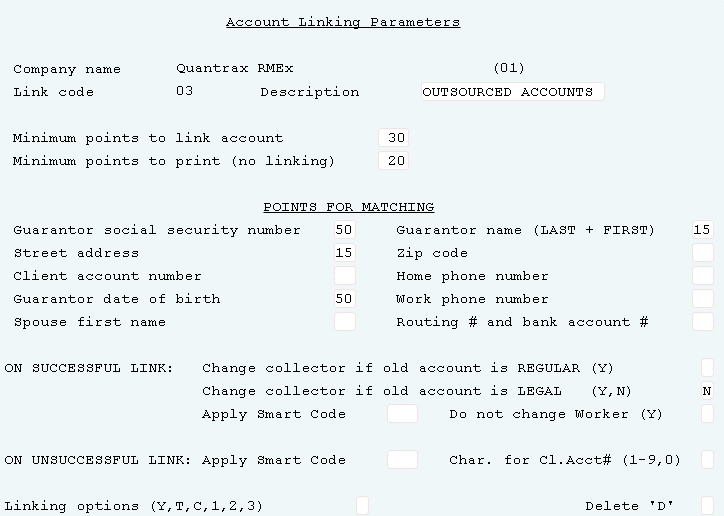 Account Linking Parameters
Company name Quantrax RMEx (01)
Link code 03 Description OUTSOURCED ACCOUNTS
Minimum points to link account 30
Minimum points to print (no linking) 20
POINTS FOR MATCHING
Guarantor social security number 50 Guarantor name (LAST + FIRST) 15
Street address 15 Zip code
Client account number Home phone number
Guarantor date of birth 50 Work phone number
Spouse first name Routing # and bank account #
ON SUCCESSFUL LINK: Change collector if old account is REGULAR (Y)
Change collector if old account is LEGAL (Y,N) N
Apply Smart Code Do not change Worker (Y)
ON UNSUCCESSFUL LINK: Apply Smart Code Char. for Cl.Acct# (1-9,0)
Linking options (Y,T,C,1,2,3) Delete 'D'